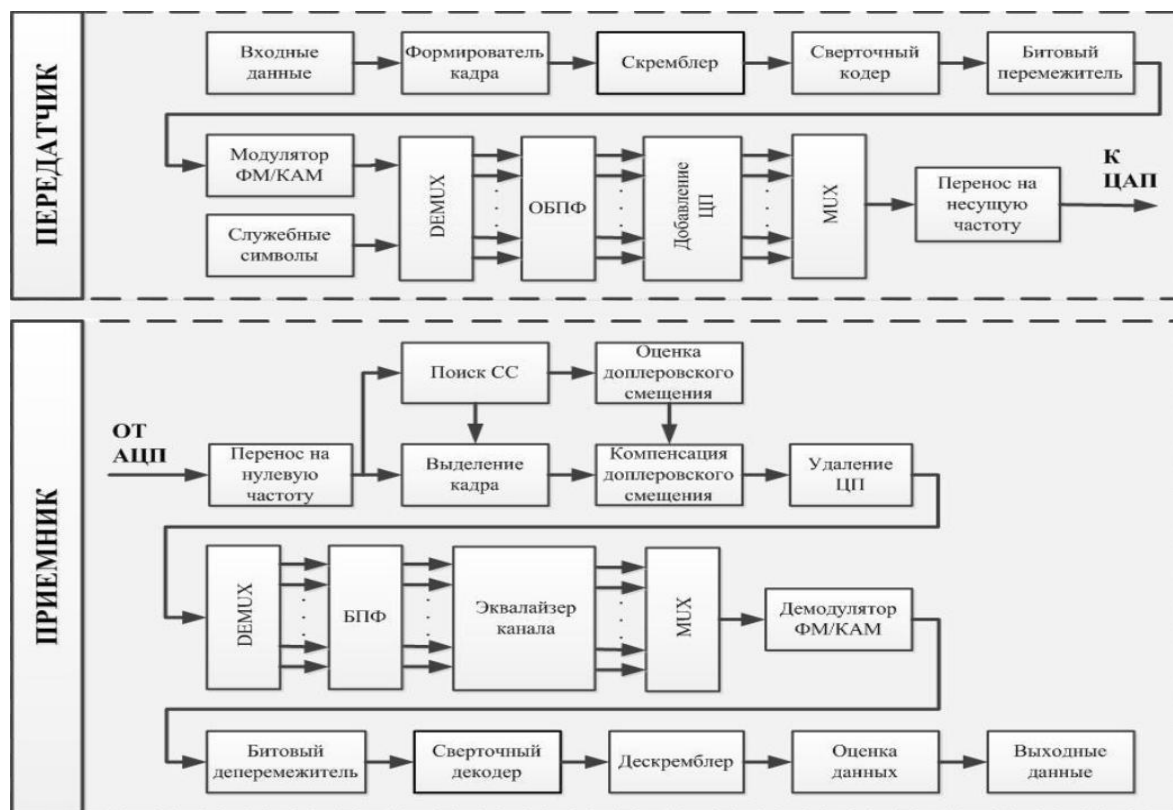 ПЕРЕДАТЧИК
Входные
данные
Формирователь
кадра
Скремблер
Сверточный
кодер
Битовый
перемежитель
Модулятор
ФМ/КАМ
Служебные
символы
DEMUX
ОБПФ
Добавление
ЦП
MUX
Перенос на
несущую
частоту
К
ЦАП
ПРИЕМНИК
ОТ
АЦП
Перенос на
нулевую
частоту
Поиск СС
Оценка
доплеровского
смещения
Выделение
кадра
Компенсация
доплеровского
смещения
Удаление
ЦП
DEMUX
БПФ
Эквалайзер
канала
MUX
Демодулятор
ФМ/КАМ
Битовый
деперемежитель
Сверточный
декодер
Дескремблер
Оценка
данных
Выходные
данные